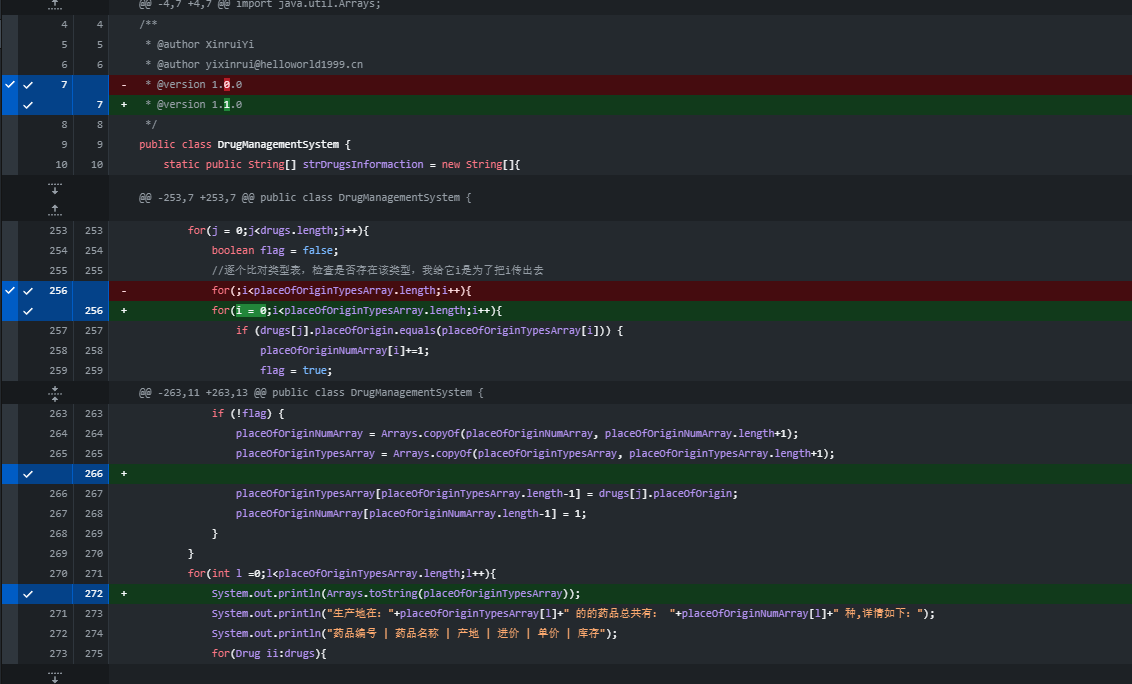 @@ -4,7 +4,7 @@ import java.util.Arrays;
4 4 /**
5 5 * @author XinruiYi
6 6 * @author yixinrui@helloworld1999.cn
7 - * @version 1.0.0
7 + * @version 1.1.0
8 8 */
9 9 public class DrugManagementSystem {
10 10 static public String[] strDrugsInformaction = new String[]{
@@ -253,7 +253,7 @@ public class DrugManagementSystem {
253 253 for(j = 0;j<drugs.length;j++){
254 254 boolean flag = false;
255 255 //逐个比对类型表，检查是否存在该类型，我给它i是为了把i传出去
256 - for(;i<placeOfOriginTypesArray.length;i++){
256 + for(i = 0;i<placeOfOriginTypesArray.length;i++){
257 257 if (drugs[j].placeOfOrigin.equals(placeOfOriginTypesArray[i])) {
258 258 placeOfOriginNumArray[i]+=1;
259 259 flag = true;
@@ -263,11 +263,13 @@ public class DrugManagementSystem {
263 263 if (!flag) {
264 264 placeOfOriginNumArray = Arrays.copyOf(placeOfOriginNumArray, placeOfOriginNumArray.length+1);
265 265 placeOfOriginTypesArray = Arrays.copyOf(placeOfOriginTypesArray, placeOfOriginTypesArray.length+1);
266 +
266 267 placeOfOriginTypesArray[placeOfOriginTypesArray.length-1] = drugs[j].placeOfOrigin;
267 268 placeOfOriginNumArray[placeOfOriginNumArray.length-1] = 1;
268 269 }
269 270 }
270 271 for(int l =0;l<placeOfOriginTypesArray.length;l++){
272 + System.out.println(Arrays.toString(placeOfOriginTypesArray));
271 273 System.out.println("生产地在："+placeOfOriginTypesArray[l]+" 的的药品总共有： "+placeOfOriginNumArray[l]+" 种,详情如下：");
272 274 System.out.println("药品编号 | 药品名称 | 产地 | 进价 | 单价 | 库存");
273 275 for(Drug ii:drugs){